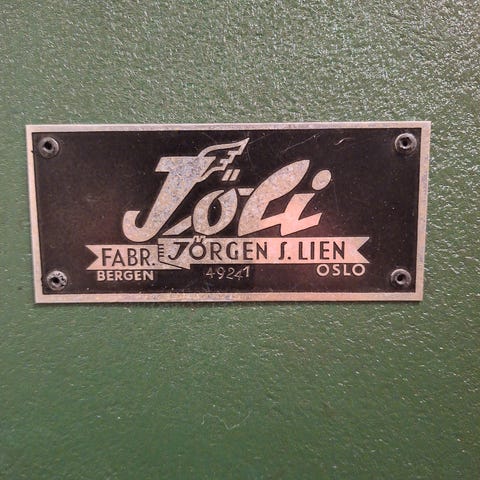 Jöli
FABR. JÖRGEN S. LIEN
BERGEN 49241 OSLO